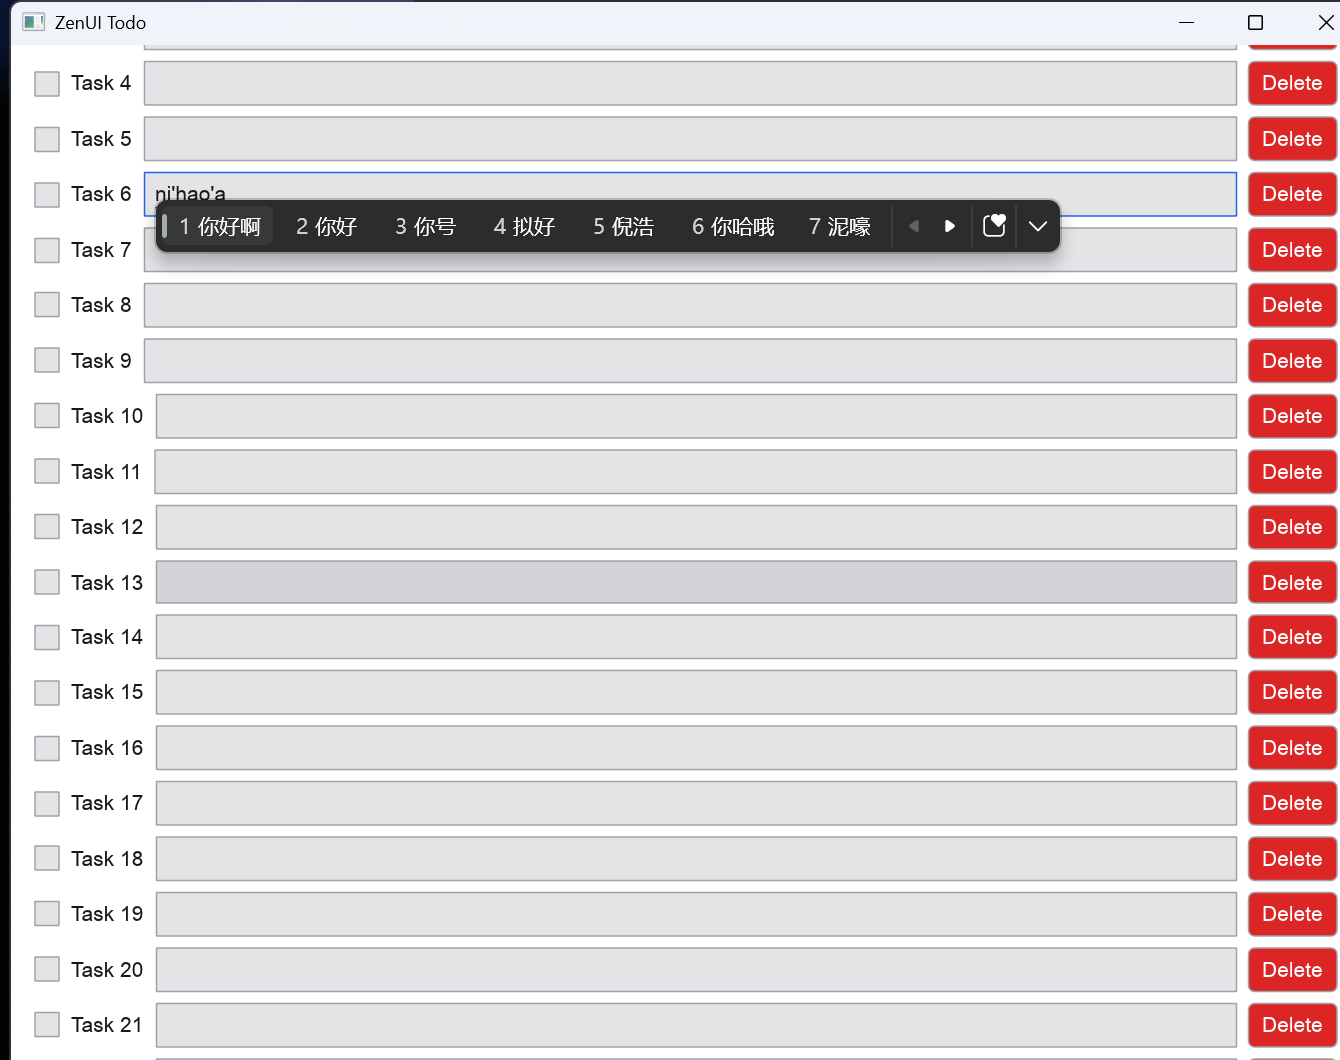 ZenUI Todo
Task 4 Delete
Task 5 Delete
Task 6 ni'hao'a Delete
1 你好啊 2 你好 3 你号 4 拟好 5 倪浩 6 你哈哦 7 泥嚎
Task 7 Delete
Task 8 Delete
Task 9 Delete
Task 10 Delete
Task 11 Delete
Task 12 Delete
Task 13 Delete
Task 14 Delete
Task 15 Delete
Task 16 Delete
Task 17 Delete
Task 18 Delete
Task 19 Delete
Task 20 Delete
Task 21 Delete